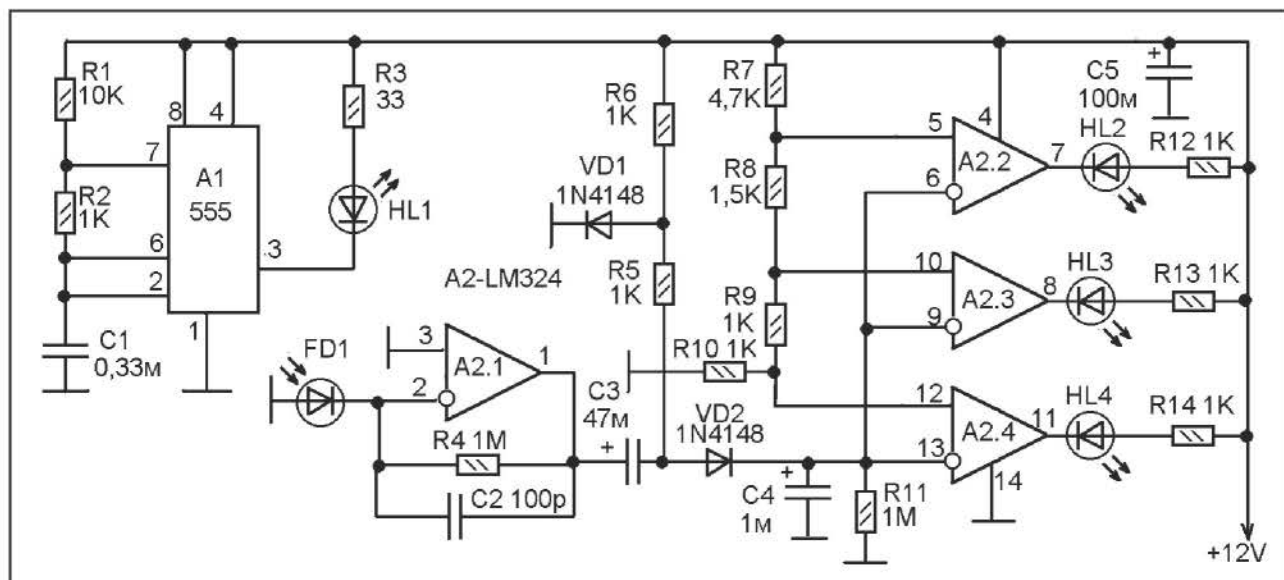 R1
10K
8
4
R3
33
R6
1K
R7
4,7K
+
C5
100м
7
A1
555
R2
1K
6
2
3
1
HL1
VD1
1N4148
R5
1K
R8
1,5K
5
4
A2.2
7
6
HL2
R12 1K
C1
0,33м
A2-LM324
FD1
3
A2.1
1
2
R4 1M
C2 100p
C3
47м
+
R9
1K
R10 1K
10
A2.3
8
9
HL3
R13 1K
VD2
1N4148
12
A2.4
11
13
14
HL4
R14 1K
+
C4
1м
R11
1M
+12V